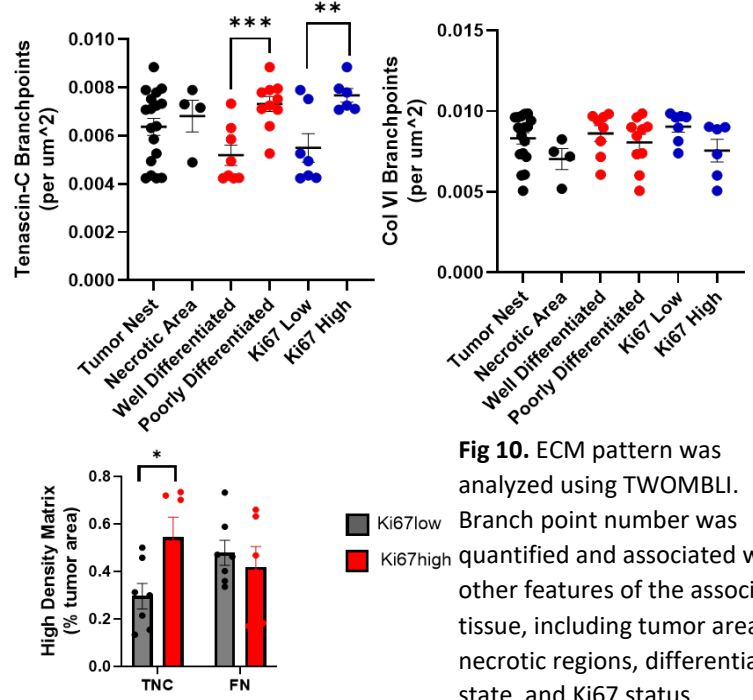 ***
**
0.010
0.008
0.006
0.004
0.002
0.000
Tenascin-C Branchpoints
(per um^2)
Tumor Nest
Necrotic Area
Well Differentiated
Poorly Differentiated
Ki67 Low
Ki67 High
0.015
0.010
0.005
0.000
Col VI Branchpoints
(per um^2)
Tumor Nest
Necrotic Area
Well Differentiated
Poorly Differentiated
Ki67 Low
Ki67 High
*
0.8
0.6
0.4
0.2
0.0
High Density Matrix
(% tumor area)
TNC
FN
Ki67low
Ki67high
Fig 10. ECM pattern was
analyzed using TWOMBLI.
Branch point number was
quantified and associated
other features of the
tissue, including tumor
necrotic regions,
state, and Ki67 status